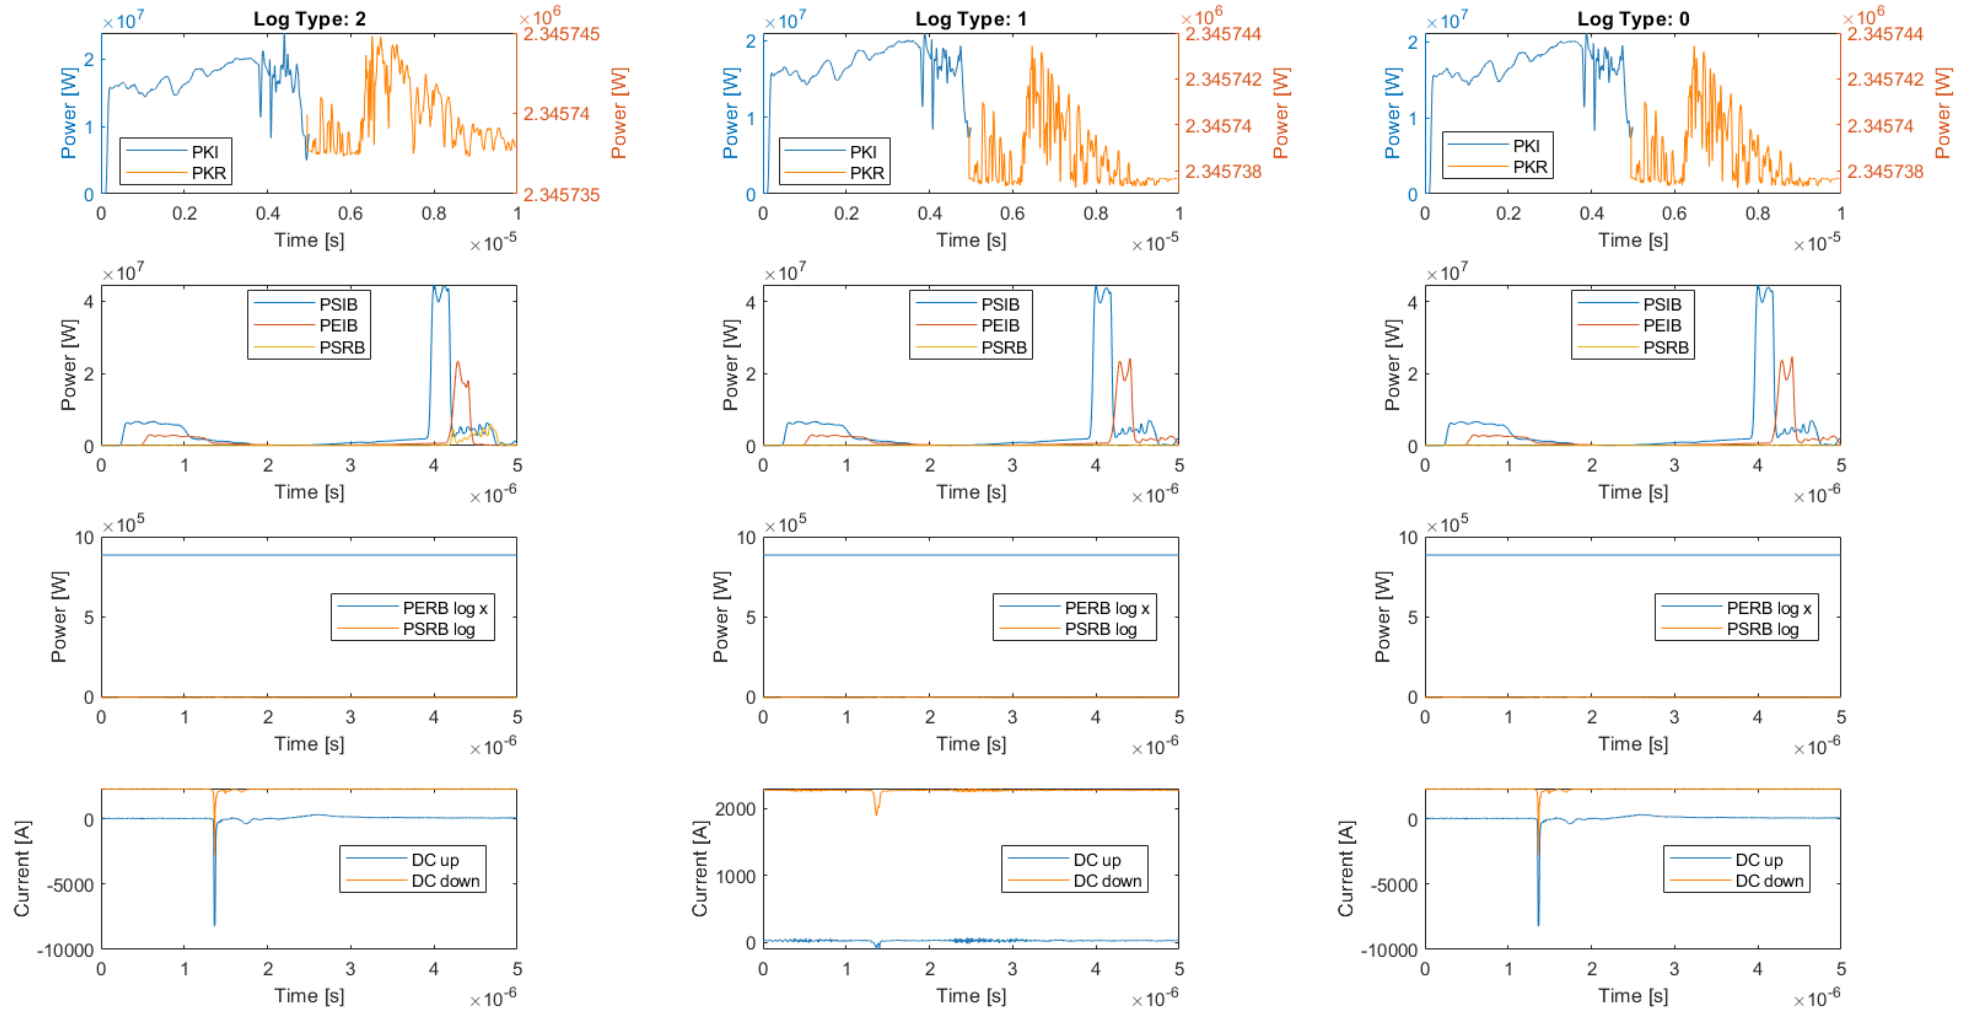 Log Type: 2
×10^7
×10^6
Power [W]
2
1
0
2.345745
2.34574
2.345735
Power [W]
PKI
PKR
0 0.2 0.4 0.6 0.8 1
Time [s]
×10^-5
Log Type: 1
×10^7
×10^6
Power [W]
2
1
0
2.345744
2.345742
2.34574
2.345738
Power [W]
PKI
PKR
0 0.2 0.4 0.6 0.8 1
Time [s]
×10^-5
Log Type: 0
×10^7
×10^6
Power [W]
2
1
0
2.345744
2.345742
2.34574
2.345738
Power [W]
PKI
PKR
0 0.2 0.4 0.6 0.8 1
Time [s]
×10^-5
×10^7
Power [W]
4
2
0
PSIB
PEIB
PSRB
0 1 2 3 4 5
Time [s]
×10^-6
×10^7
Power [W]
4
2
0
PSIB
PEIB
PSRB
0 1 2 3 4 5
Time [s]
×10^-6
×10^7
Power [W]
4
2
0
PSIB
PEIB
PSRB
0 1 2 3 4 5
Time [s]
×10^-6
×10^5
Power [W]
10
5
0
PERB log x
PSRB log
0 1 2 3 4 5
Time [s]
×10^-6
×10^5
Power [W]
10
5
0
PERB log x
PSRB log
0 1 2 3 4 5
Time [s]
×10^-6
×10^5
Power [W]
10
5
0
PERB log x
PSRB log
0 1 2 3 4 5
Time [s]
×10^-6
Current [A]
0
-5000
-10000
DC up
DC down
0 1 2 3 4 5
Time [s]
×10^-6
Current [A]
2000
1000
0
DC up
DC down
0 1 2 3 4 5
Time [s]
×10^-6
Current [A]
0
-5000
-10000
DC up
DC down
0 1 2 3 4 5
Time [s]
×10^-6